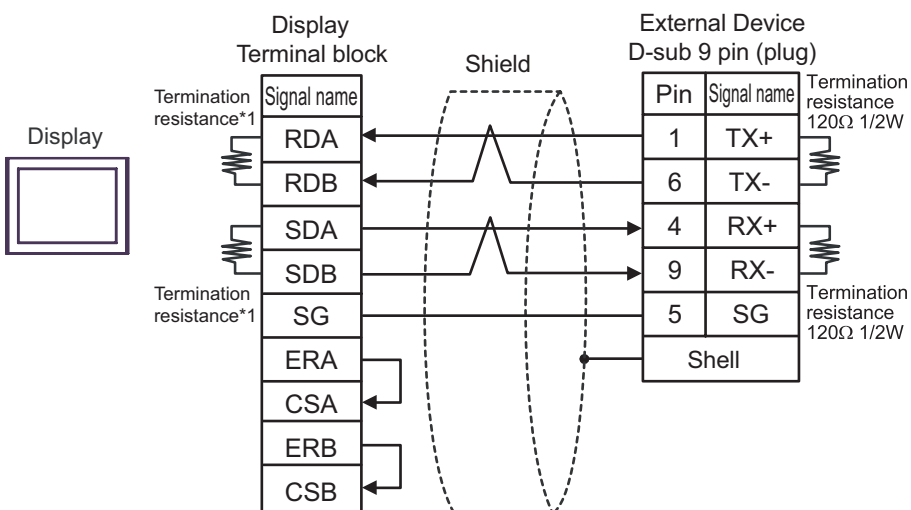 Display
Terminal block
External Device
D-sub 9 pin (plug)
Shield
Display
Termination
resistance*1
Signal name
RDA
RDB
SDA
SDB
SG
ERA
CSA
ERB
CSB
Termination
resistance*1
Pin Signal name
1 TX+
6 TX-
4 RX+
9 RX-
5 SG
Shell
Termination
resistance
120Ω 1/2W
Termination
resistance
120Ω 1/2W